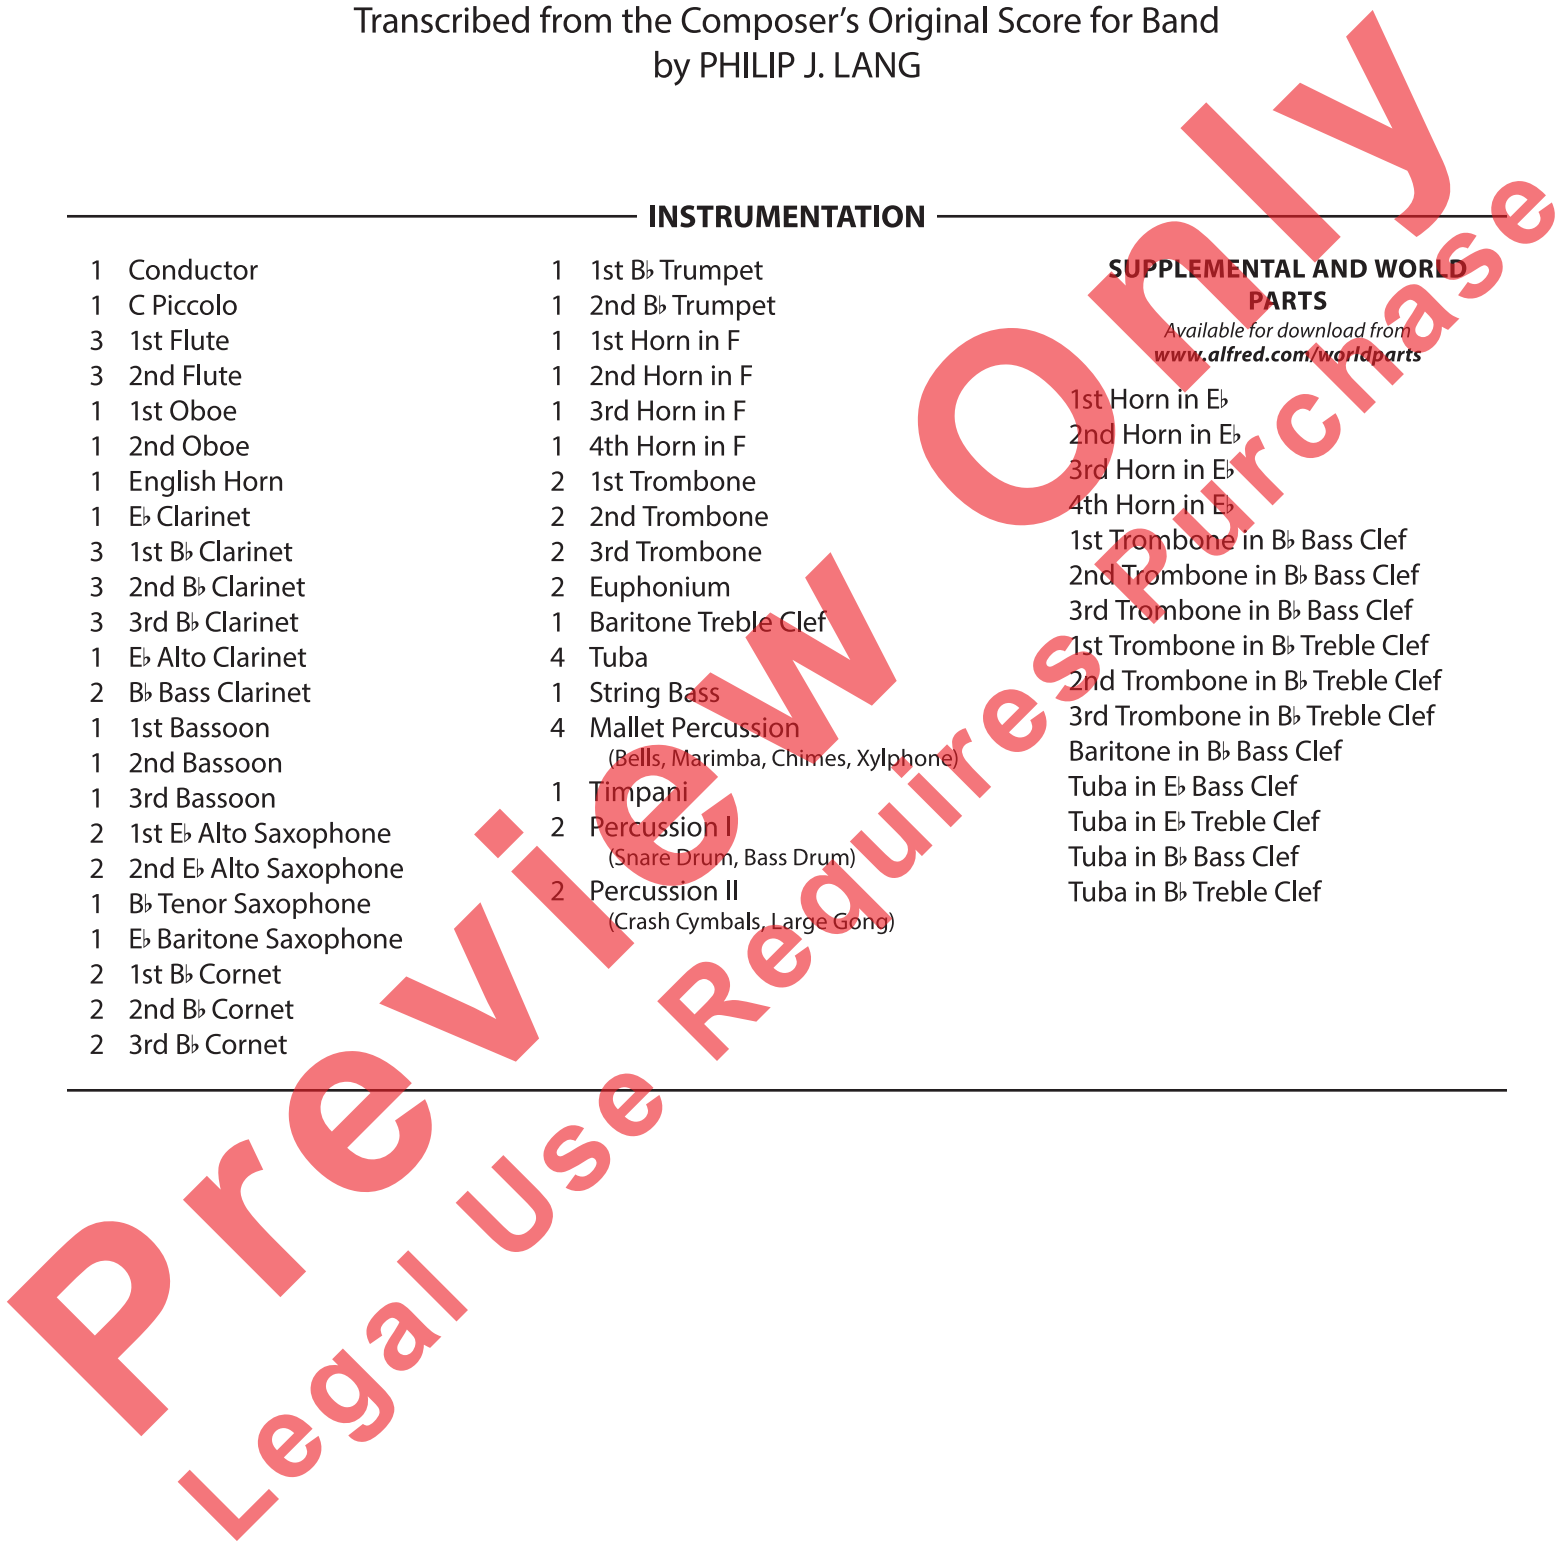 Transcribed from the Composer’s Original Score for Band
by PHILIP J. LANG
INSTRUMENTATION
1 Conductor
1 C Piccolo
3 1st Flute
3 2nd Flute
1 1st Oboe
1 2nd Oboe
1 English Horn
1 E♭ Clarinet
3 1st B♭ Clarinet
3 2nd B♭ Clarinet
3 3rd B♭ Clarinet
1 E♭ Alto Clarinet
2 B♭ Bass Clarinet
1 1st Bassoon
1 2nd Bassoon
1 3rd Bassoon
2 1st E♭ Alto Saxophone
2 2nd E♭ Alto Saxophone
1 B♭ Tenor Saxophone
1 E♭ Baritone Saxophone
2 1st B♭ Cornet
2 2nd B♭ Cornet
2 3rd B♭ Cornet
1 1st B♭ Trumpet
1 2nd B♭ Trumpet
1 1st Horn in F
1 2nd Horn in F
1 3rd Horn in F
1 4th Horn in F
2 1st Trombone
2 2nd Trombone
2 3rd Trombone
2 Euphonium
1 Baritone Treble Clef
4 Tuba
1 String Bass
4 Mallet Percussion
(Bells, Marimba, Chimes, Xylphone)
1 Timpani
2 Percussion I
(Snare Drum, Bass Drum)
2 Percussion II
(Crash Cymbals, Large Gong)
SUPPLEMENTAL AND WORLD
PARTS
Available for download from
www.alfred.com/worldparts
1st Horn in E♭
2nd Horn in E♭
3rd Horn in E♭
4th Horn in E♭
1st Trombone in B♭ Bass Clef
2nd Trombone in B♭ Bass Clef
3rd Trombone in B♭ Bass Clef
1st Trombone in B♭ Treble Clef
2nd Trombone in B♭ Treble Clef
3rd Trombone in B♭ Treble Clef
Baritone in B♭ Bass Clef
Tuba in E♭ Bass Clef
Tuba in E♭ Treble Clef
Tuba in B♭ Bass Clef
Tuba in B♭ Treble Clef
Preview Only
Legal Use Requires Purchase